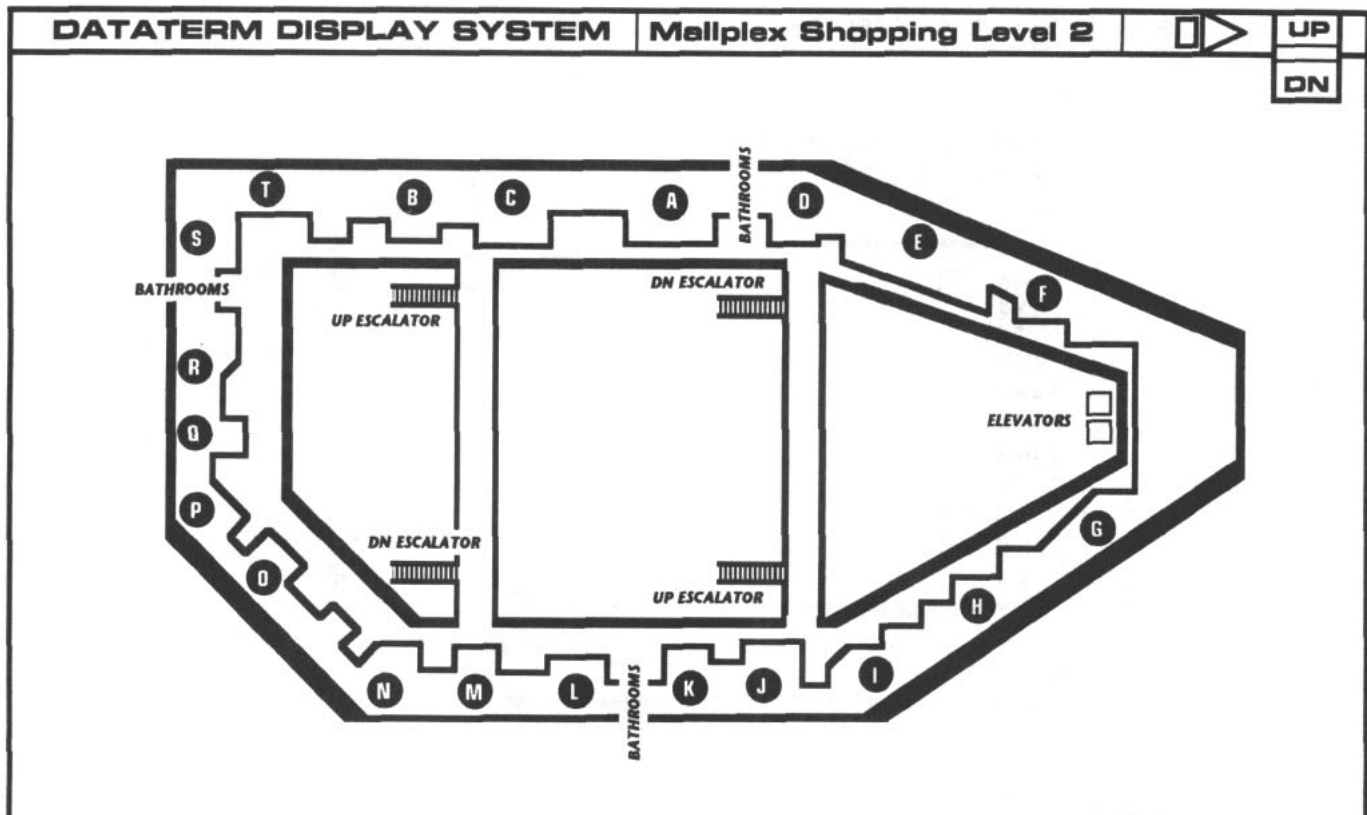 DATATERM DISPLAY SYSTEM
Mallplex Shopping Level 2
UP
DN
T
B
C
A
BATHROOMS
D
S
E
BATHROOMS
DN ESCALATOR
F
UP ESCALATOR
R
ELEVATORS
Q
P
G
DN ESCALATOR
O
UP ESCALATOR
H
I
N
M
L
BATHROOMS
K
J